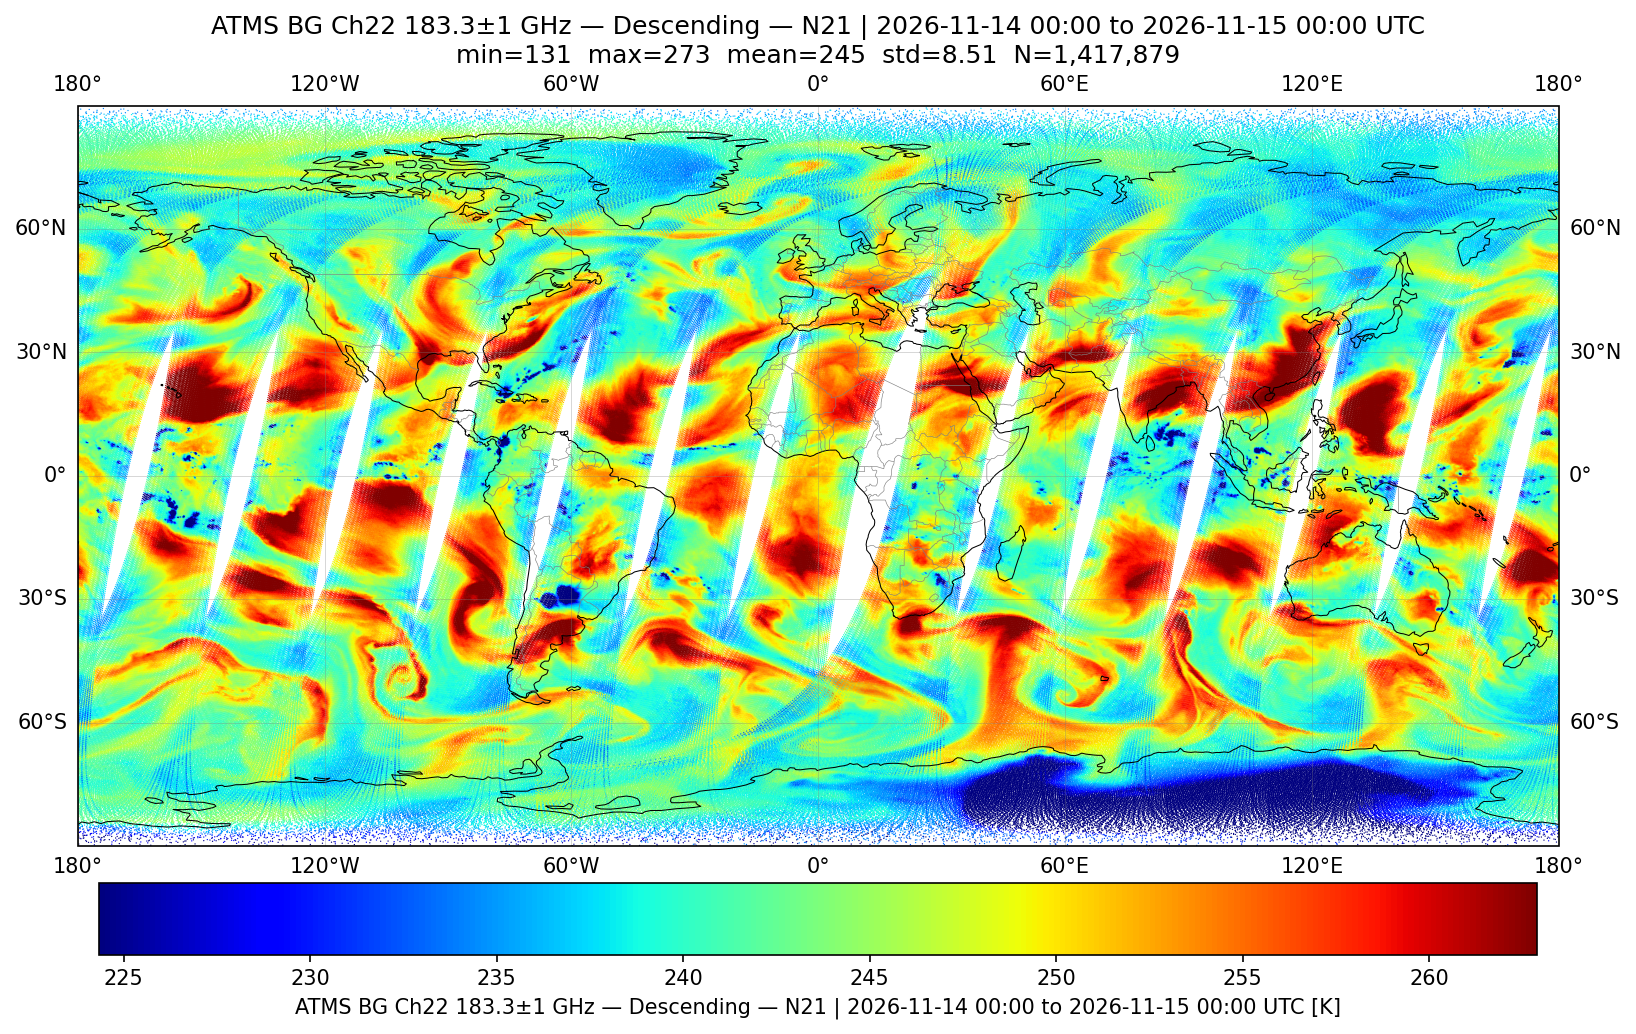 ATMS BG Ch22 183.3±1 GHz — Descending — N21 | 2026-11-14 00:00 to 2026-11-15 00:00 UTC
min=131  max=273  mean=245  std=8.51  N=1,417,879
180° 120°W 60°W 0° 60°E 120°E 180°
60°N 60°N
30°N 30°N
0° 0°
30°S 30°S
60°S 60°S
180° 120°W 60°W 0° 60°E 120°E 180°
225 230 235 240 245 250 255 260
ATMS BG Ch22 183.3±1 GHz — Descending — N21 | 2026-11-14 00:00 to 2026-11-15 00:00 UTC [K]